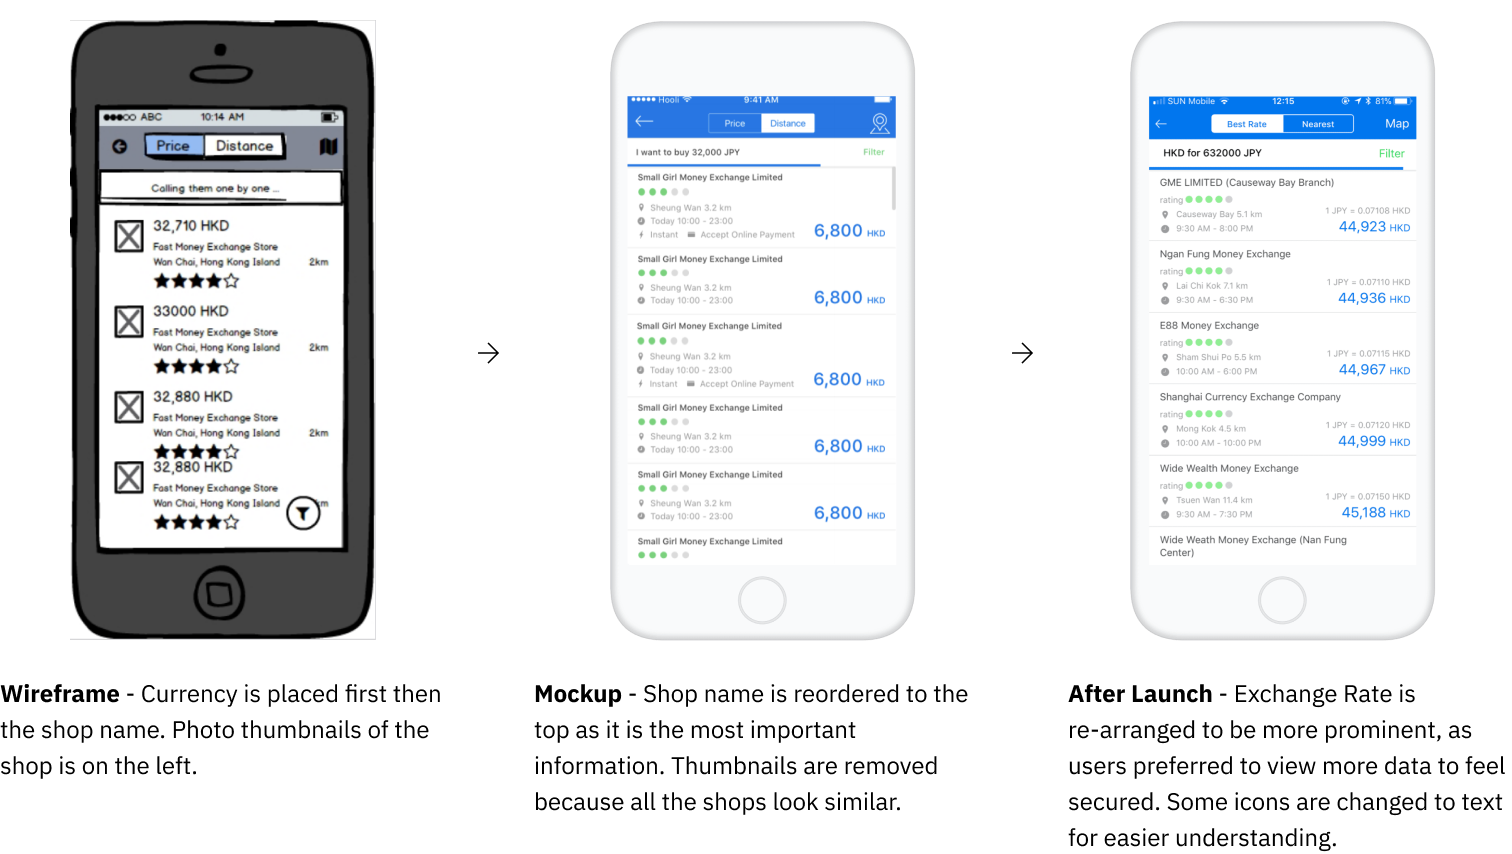 ABC 10:14 AM
Price Distance
Calling them one by one ...
32,710 HKD
Fast Money Exchange Store
Wan Chai, Hong Kong Island 2km
33000 HKD
Fast Money Exchange Store
Wan Chai, Hong Kong Island 2km
32,880 HKD
Fast Money Exchange Store
Wan Chai, Hong Kong Island 2km
32,880 HKD
Fast Money Exchange Store
Wan Chai, Hong Kong Island km
Wireframe - Currency is placed first then
the shop name. Photo thumbnails of the
shop is on the left.
Hooli 9:41 AM
Price Distance
I want to buy 32,000 JPY Filter
Small Girl Money Exchange Limited
Sheung Wan 3.2 km
Today 10:00 - 23:00
Instant Accept Online Payment 6,800 HKD
Small Girl Money Exchange Limited
Sheung Wan 3.2 km
Today 10:00 - 23:00 6,800 HKD
Small Girl Money Exchange Limited
Sheung Wan 3.2 km
Today 10:00 - 23:00
Instant Accept Online Payment 6,800 HKD
Small Girl Money Exchange Limited
Sheung Wan 3.2 km
Today 10:00 - 23:00 6,800 HKD
Small Girl Money Exchange Limited
Sheung Wan 3.2 km
Today 10:00 - 23:00 6,800 HKD
Small Girl Money Exchange Limited
Mockup - Shop name is reordered to the
top as it is the most important
information. Thumbnails are removed
because all the shops look similar.
SUN Mobile 12:15 81%
Best Rate Nearest Map
HKD for 632000 JPY Filter
GME LIMITED (Causeway Bay Branch)
rating
Causeway Bay 5.1 km 1 JPY = 0.07108 HKD
9:30 AM - 8:00 PM 44,923 HKD
Ngan Fung Money Exchange
rating
Lai Chi Kok 7.1 km 1 JPY = 0.07110 HKD
9:30 AM - 6:30 PM 44,936 HKD
E88 Money Exchange
rating
Sham Shui Po 5.5 km 1 JPY = 0.07115 HKD
10:00 AM - 6:00 PM 44,967 HKD
Shanghai Currency Exchange Company
rating
Mong Kok 4.5 km 1 JPY = 0.07120 HKD
10:00 AM - 10:00 PM 44,999 HKD
Wide Wealth Money Exchange
rating
Tsuen Wan 11.4 km 1 JPY = 0.07150 HKD
9:30 AM - 7:30 PM 45,188 HKD
Wide Weath Money Exchange (Nan Fung
Center)
After Launch - Exchange Rate is
re-arranged to be more prominent, as
users preferred to view more data to feel
secured. Some icons are changed to text
for easier understanding.